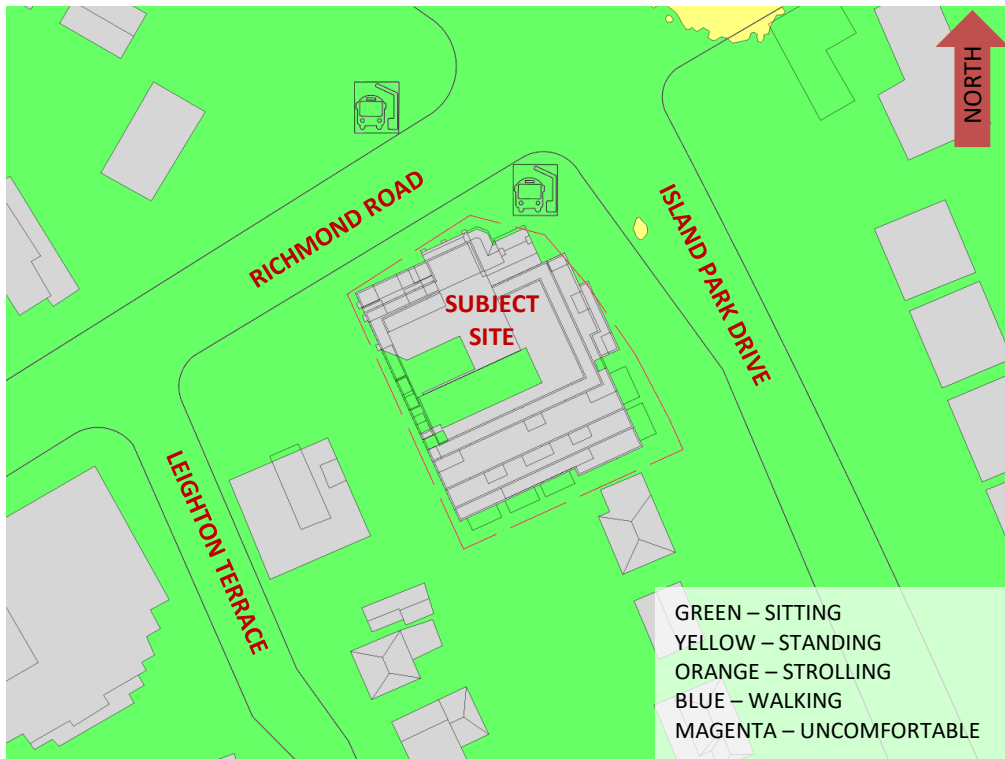 NORTH
RICHMOND ROAD
ISLAND PARK DRIVE
SUBJECT
SITE
LEIGHTON TERRACE
GREEN – SITTING
YELLOW – STANDING
ORANGE – STROLLING
BLUE – WALKING
MAGENTA – UNCOMFORTABLE